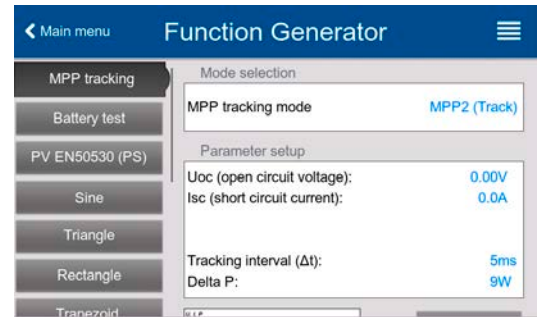 Main menu
Function Generator
MPP tracking
Battery test
PV EN50530 (PS)
Sine
Triangle
Rectangle
Trapezoid
Mode selection
MPP tracking mode MPP2 (Track)
Parameter setup
Uoc (open circuit voltage): 0.00V
Isc (short circuit current): 0.0A
Tracking interval (Δt): 5ms
Delta P: 9W